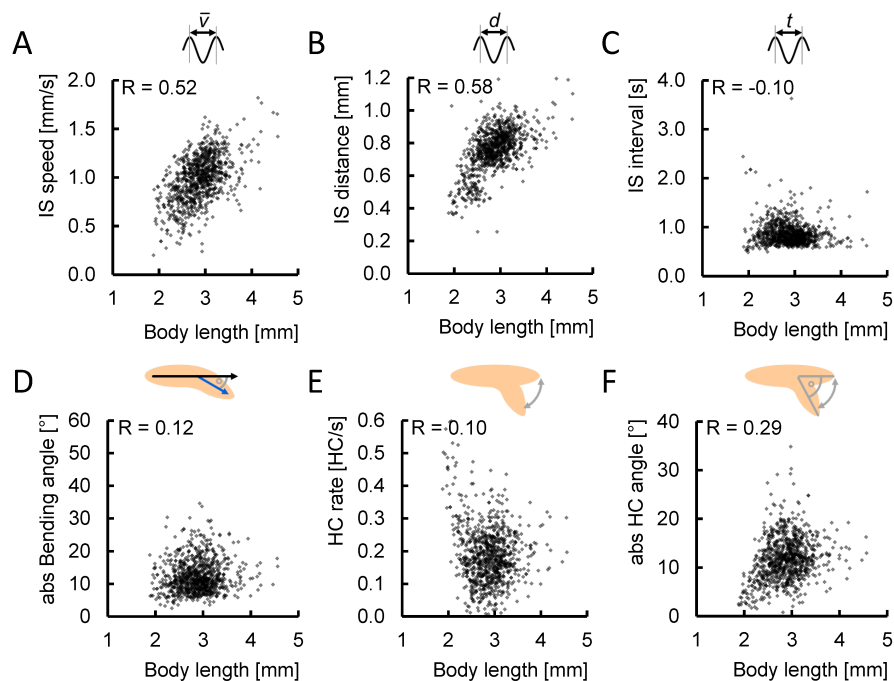 A
v̄
IS speed [mm/s]
R = 0.52
2.0
1.5
1.0
0.5
0.0
1 2 3 4 5
Body length [mm]
B
d
IS distance [mm]
R = 0.58
1.2
1.0
0.8
0.6
0.4
0.2
0.0
1 2 3 4 5
Body length [mm]
C
t
IS interval [s]
R = -0.10
4.0
3.0
2.0
1.0
0.0
1 2 3 4 5
Body length [mm]
D
abs Bending angle [°]
R = 0.12
60
50
40
30
20
10
0
1 2 3 4 5
Body length [mm]
E
HC rate [HC/s]
R = -0.10
0.6
0.5
0.4
0.3
0.2
0.1
0.0
1 2 3 4 5
Body length [mm]
F
abs HC angle [°]
R = 0.29
40
30
20
10
0
1 2 3 4 5
Body length [mm]